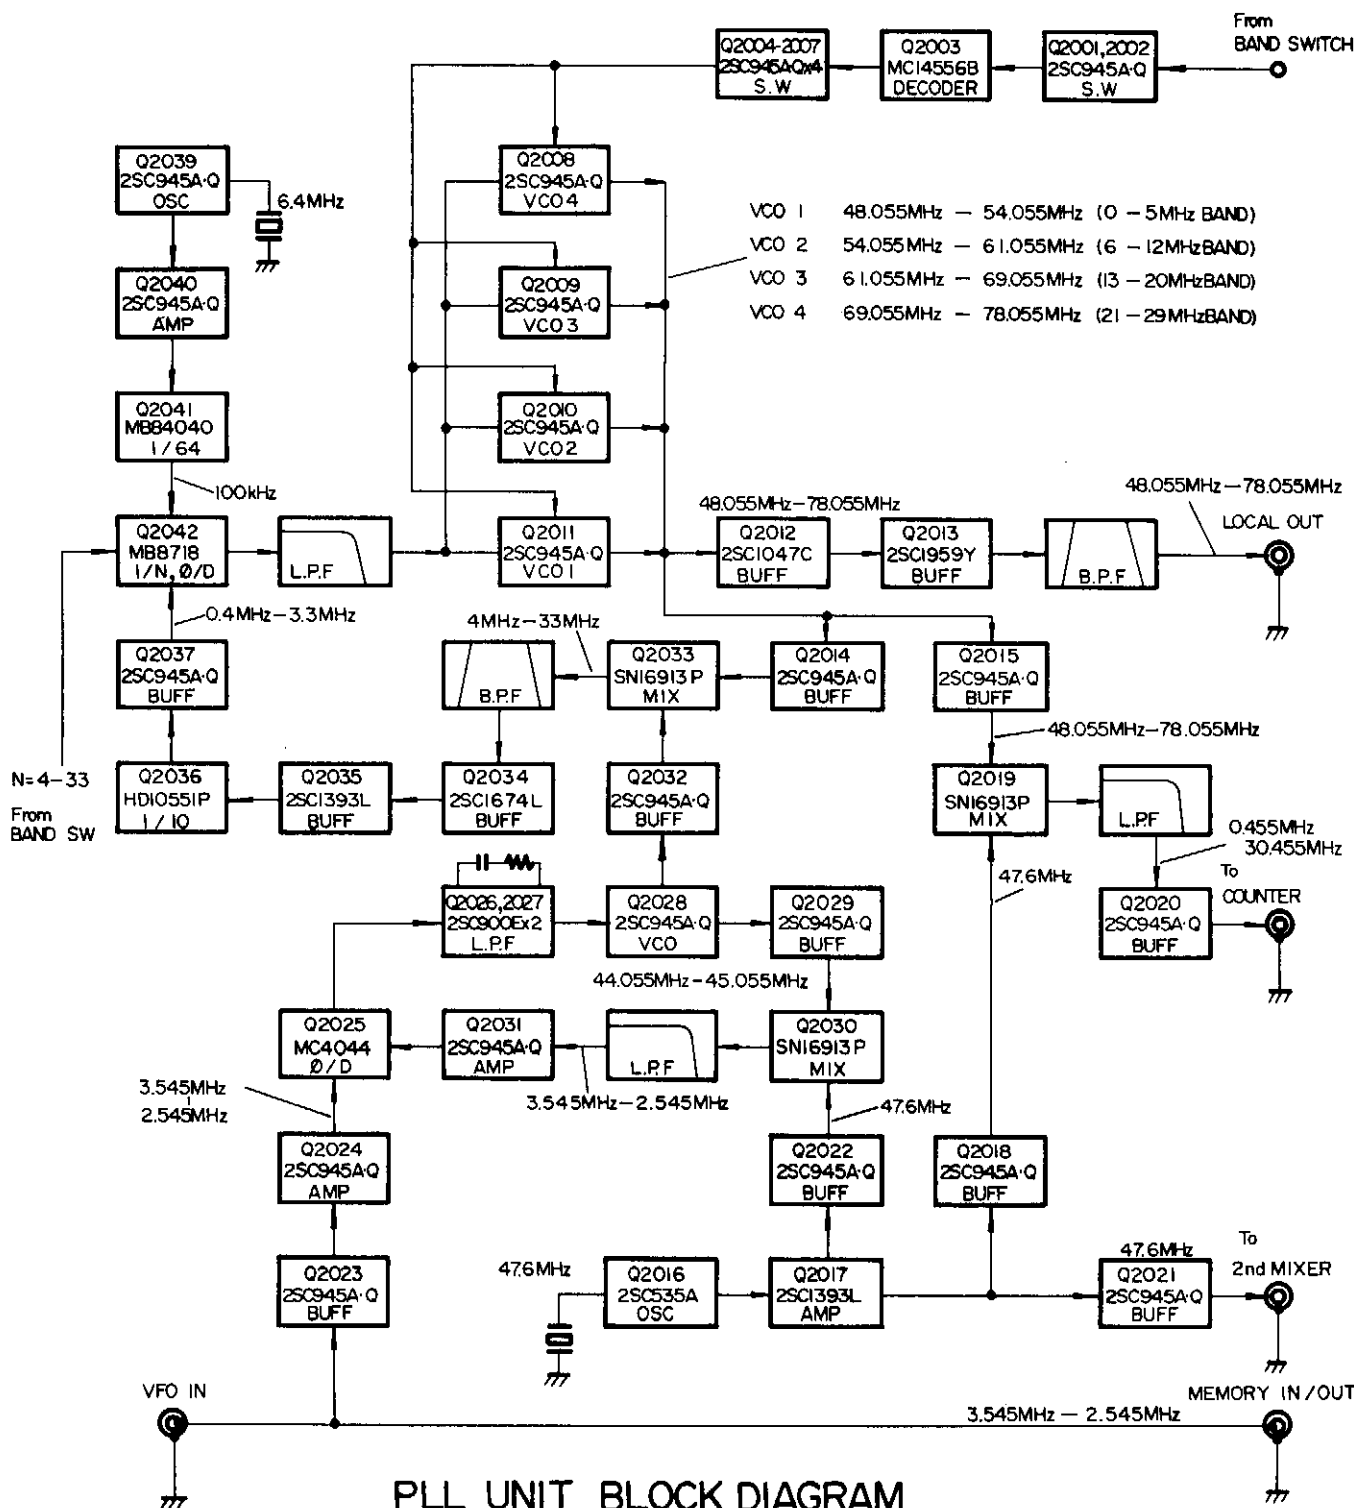 From
BAND SWITCH
Q2004-2007
2SC945A·Qx4
S.W
Q2003
MC14556B
DECODER
Q2001,2002
2SC945A·Q
S.W
Q2039
2SC945A·Q
OSC
6.4MHz
Q2008
2SC945A·Q
VCO4
VCO 1 48.055MHz - 54.055MHz (0 - 5MHz BAND)
VCO 2 54.055MHz - 61.055MHz (6 - 12MHz BAND)
VCO 3 61.055MHz - 69.055MHz (13 - 20MHz BAND)
VCO 4 69.055MHz - 78.055MHz (21 - 29MHz BAND)
Q2040
2SC945A·Q
AMP
Q2009
2SC945A·Q
VCO3
Q2041
MB84040
1/64
Q2010
2SC945A·Q
VCO2
100kHz
48.055MHz-78.055MHz
48.055MHz-78.055MHz
LOCAL OUT
Q2042
MB8718
1/N, Ø/D
L.P.F
Q2011
2SC945A·Q
VCO1
Q2012
2SC1047C
BUFF
Q2013
2SC1959Y
BUFF
B.P.F
0.4MHz-3.3MHz
4MHz-33MHz
Q2037
2SC945A·Q
BUFF
B.P.F
Q2033
SN16913P
MIX
Q2014
2SC945A·Q
BUFF
Q2015
2SC945A·Q
BUFF
48.055MHz-78.055MHz
N=4-33
From
BAND SW
Q2036
HD10551P
1/10
Q2035
2SC1393L
BUFF
Q2034
2SC1674L
BUFF
Q2032
2SC945A·Q
BUFF
Q2019
SN16913P
MIX
L.P.F
0.455MHz
30.455MHz
47.6MHz
To
COUNTER
Q2026,2027
2SC900Ex2
L.P.F
Q2028
2SC945A·Q
VCO
Q2029
2SC945A·Q
BUFF
Q2020
2SC945A·Q
BUFF
44.055MHz-45.055MHz
Q2025
MC4044
Ø/D
Q2031
2SC945A·Q
AMP
L.P.F
Q2030
SN16913P
MIX
3.545MHz
2.545MHz
3.545MHz-2.545MHz
47.6MHz
Q2024
2SC945A·Q
AMP
Q2022
2SC945A·Q
BUFF
Q2018
2SC945A·Q
BUFF
Q2023
2SC945A·Q
BUFF
47.6MHz
Q2016
2SC535A
OSC
Q2017
2SC1393L
AMP
47.6MHz
Q2021
2SC945A·Q
BUFF
To
2nd MIXER
VFO IN
MEMORY IN/OUT
3.545MHz - 2.545MHz
PLL UNIT BLOCK DIAGRAM